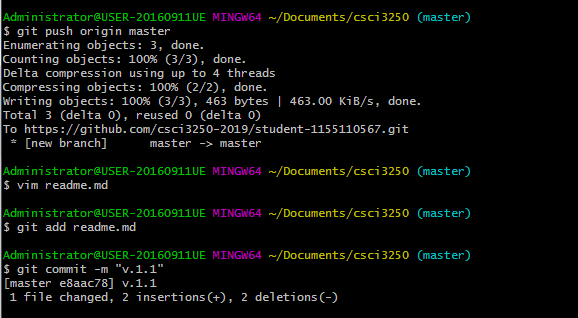 Administrator@USER-20160911UE MINGW64 ~/Documents/csci3250 (master)
$ git push origin master
Enumerating objects: 3, done.
Counting objects: 100% (3/3), done.
Delta compression using up to 4 threads
Compressing objects: 100% (2/2), done.
Writing objects: 100% (3/3), 463 bytes | 463.00 KiB/s, done.
Total 3 (delta 0), reused 0 (delta 0)
To https://github.com/csci3250-2019/student-1155110567.git
 * [new branch]      master -> master
Administrator@USER-20160911UE MINGW64 ~/Documents/csci3250 (master)
$ vim readme.md
Administrator@USER-20160911UE MINGW64 ~/Documents/csci3250 (master)
$ git add readme.md
Administrator@USER-20160911UE MINGW64 ~/Documents/csci3250 (master)
$ git commit -m "v.1.1"
[master e8aac78] v.1.1
 1 file changed, 2 insertions(+), 2 deletions(-)